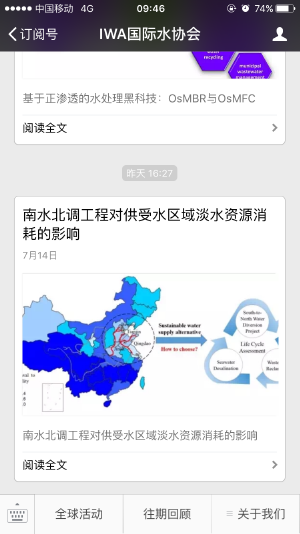 中国移动 4G 09:46 74%
订阅号 IWA国际水协会
recycling
municipal
wastewater
management
基于正渗透的水处理黑科技：OsMBR与OsMFC
阅读全文
昨天 16:27
南水北调工程对供受水区域淡水资源消
耗的影响
7月14日
Sustainable water
supply alternative
How to choose?
Qingdao
South-to-
North Water
Diversion
Project
Life Cycle
Assessment
Seawater
Desalination
南水北调工程对供受水区域淡水资源消耗的影响
阅读全文
全球活动 往期回顾 关于我们